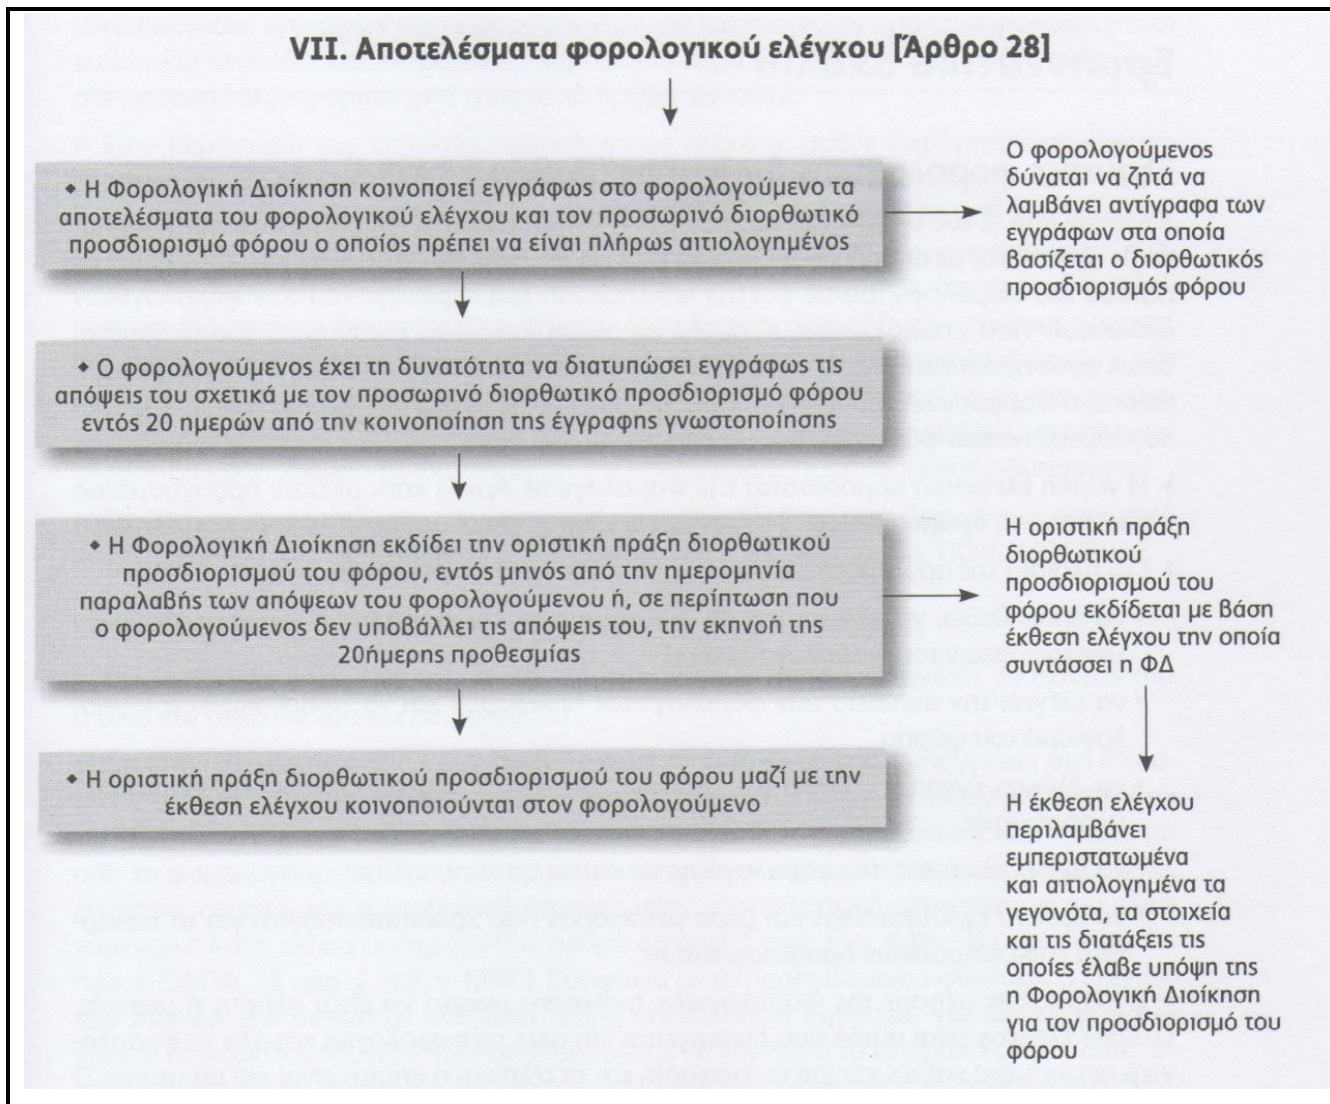 VII. Αποτελέσματα φορολογικού ελέγχου [Άρθρο 28]
◆ Η Φορολογική Διοίκηση κοινοποιεί εγγράφως στο φορολογούμενο τα
αποτελέσματα του φορολογικού ελέγχου και τον προσωρινό διορθωτικό
προσδιορισμό φόρου ο οποίος πρέπει να είναι πλήρως αιτιολογημένος
Ο φορολογούμενος
δύναται να ζητά να
λαμβάνει αντίγραφα των
εγγράφων στα οποία
βασίζεται ο διορθωτικός
προσδιορισμός φόρου
◆ Ο φορολογούμενος έχει τη δυνατότητα να διατυπώσει εγγράφως τις
απόψεις του σχετικά με τον προσωρινό διορθωτικό προσδιορισμό φόρου
εντός 20 ημερών από την κοινοποίηση της έγγραφης γνωστοποίησης
◆ Η Φορολογική Διοίκηση εκδίδει την οριστική πράξη διορθωτικού
προσδιορισμού του φόρου, εντός μηνός από την ημερομηνία
παραλαβής των απόψεων του φορολογούμενου ή, σε περίπτωση που
ο φορολογούμενος δεν υποβάλλει τις απόψεις του, την εκπνοή της
20ήμερης προθεσμίας
Η οριστική πράξη
διορθωτικού
προσδιορισμού του
φόρου εκδίδεται με βάση
έκθεση ελέγχου την οποία
συντάσσει η ΦΔ
◆ Η οριστική πράξη διορθωτικού προσδιορισμού του φόρου μαζί με την
έκθεση ελέγχου κοινοποιούνται στον φορολογούμενο
Η έκθεση ελέγχου
περιλαμβάνει
εμπεριστατωμένα
και αιτιολογημένα τα
γεγονότα, τα στοιχεία
και τις διατάξεις τις
οποίες έλαβε υπόψη της
η Φορολογική Διοίκηση
για τον προσδιορισμό του
φόρου